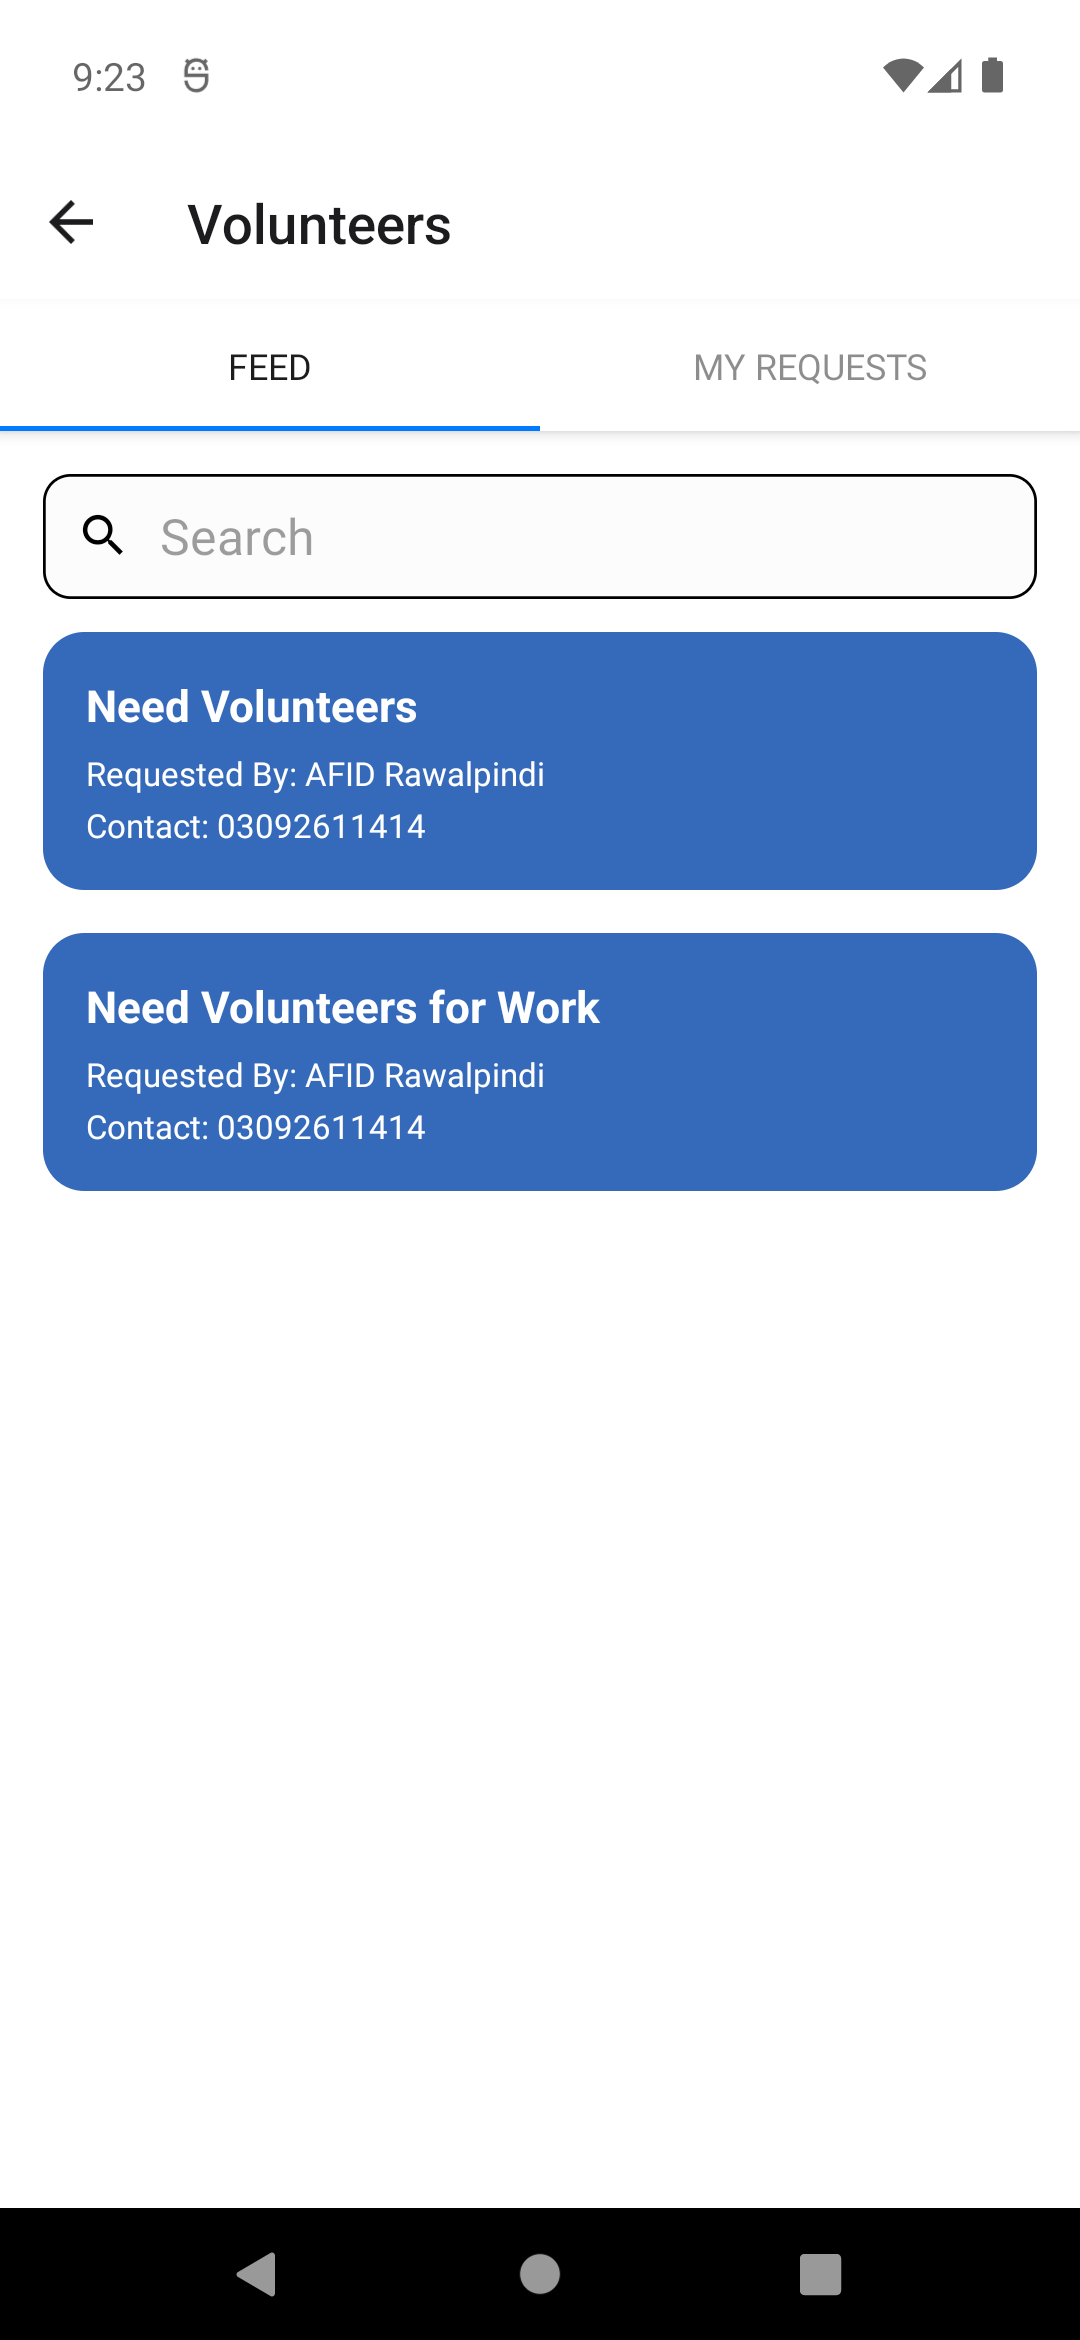 9:23
Volunteers
FEED
MY REQUESTS
Search
Need Volunteers
Requested By: AFID Rawalpindi
Contact: 03092611414
Need Volunteers for Work
Requested By: AFID Rawalpindi
Contact: 03092611414